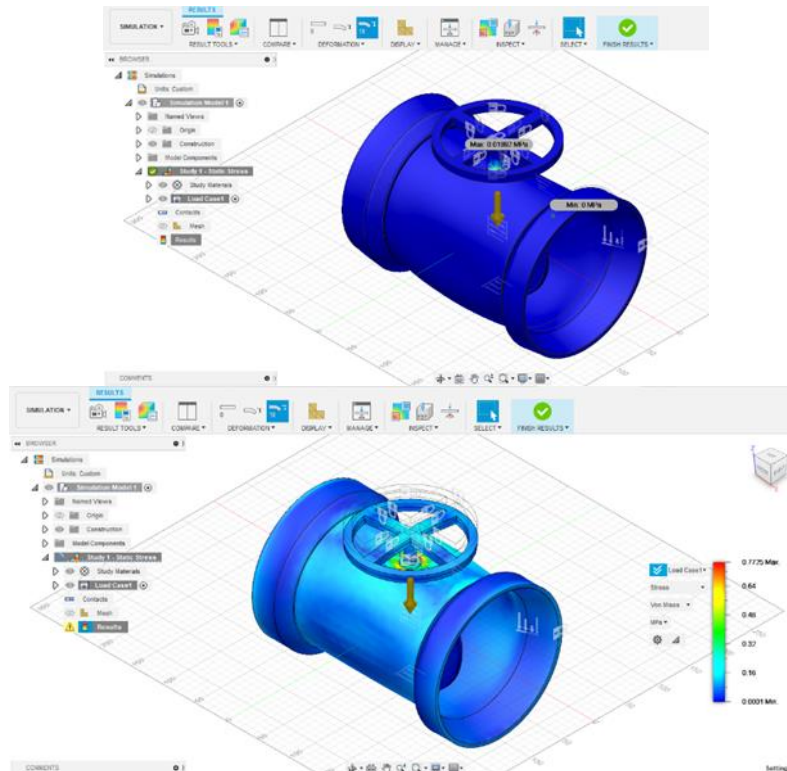 RESULTS
SIMULATION ▾
RESULT TOOLS ▾
COMPARE ▾
DEFORMATION ▾
DISPLAY ▾
MANAGE ▾
INSPECT ▾
SELECT ▾
FINISH RESULTS ▾
BROWSER
Simulations
Units: Custom
Simulation Model 1
Named Views
Origin
Construction
Model Components
Study 1 - Static Stress
Study Materials
Load Case1
Contacts
Mesh
Results
Max: 0.01862 MPa
Min: 0 MPa
COMMENTS
RESULTS
SIMULATION ▾
RESULT TOOLS ▾
COMPARE ▾
DEFORMATION ▾
DISPLAY ▾
MANAGE ▾
INSPECT ▾
SELECT ▾
FINISH RESULTS ▾
BROWSER
Simulations
Units: Custom
Simulation Model 1
Named Views
Origin
Construction
Model Components
Study 1 - Static Stress
Study Materials
Load Case1
Contacts
Mesh
Results
Load Case1 ▾
Stress
Von Mises
MPa ▾
0.7725 Max.
0.64
0.48
0.32
0.16
0.0001 Min.
COMMENTS
Setting